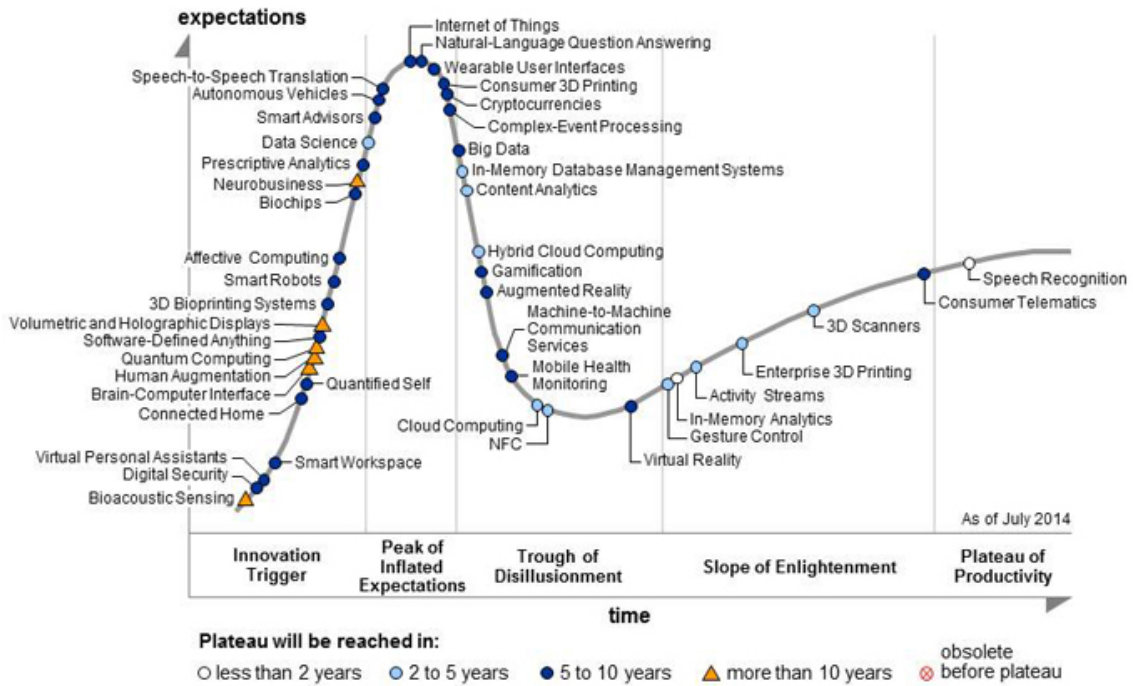 expectations
Internet of Things
Natural-Language Question Answering
Wearable User Interfaces
Speech-to-Speech Translation
Consumer 3D Printing
Autonomous Vehicles
Cryptocurrencies
Smart Advisors
Complex-Event Processing
Data Science
Big Data
Prescriptive Analytics
In-Memory Database Management Systems
Neurobusiness
Content Analytics
Biochips
Hybrid Cloud Computing
Affective Computing
Gamification
Smart Robots
Augmented Reality
3D Bioprinting Systems
Machine-to-Machine
Communication
Services
Volumetric and Holographic Displays
Software-Defined Anything
Quantum Computing
Human Augmentation
Brain-Computer Interface
Quantified Self
Connected Home
Mobile Health
Monitoring
Cloud Computing
NFC
Virtual Personal Assistants
Digital Security
Bioacoustic Sensing
Smart Workspace
Virtual Reality
Gesture Control
In-Memory Analytics
Activity Streams
Enterprise 3D Printing
3D Scanners
Consumer Telematics
Speech Recognition
As of July 2014
Innovation
Trigger
Peak of
Inflated
Expectations
Trough of
Disillusionment
Slope of Enlightenment
Plateau of
Productivity
time
Plateau will be reached in:
less than 2 years
2 to 5 years
5 to 10 years
more than 10 years
obsolete
before plateau